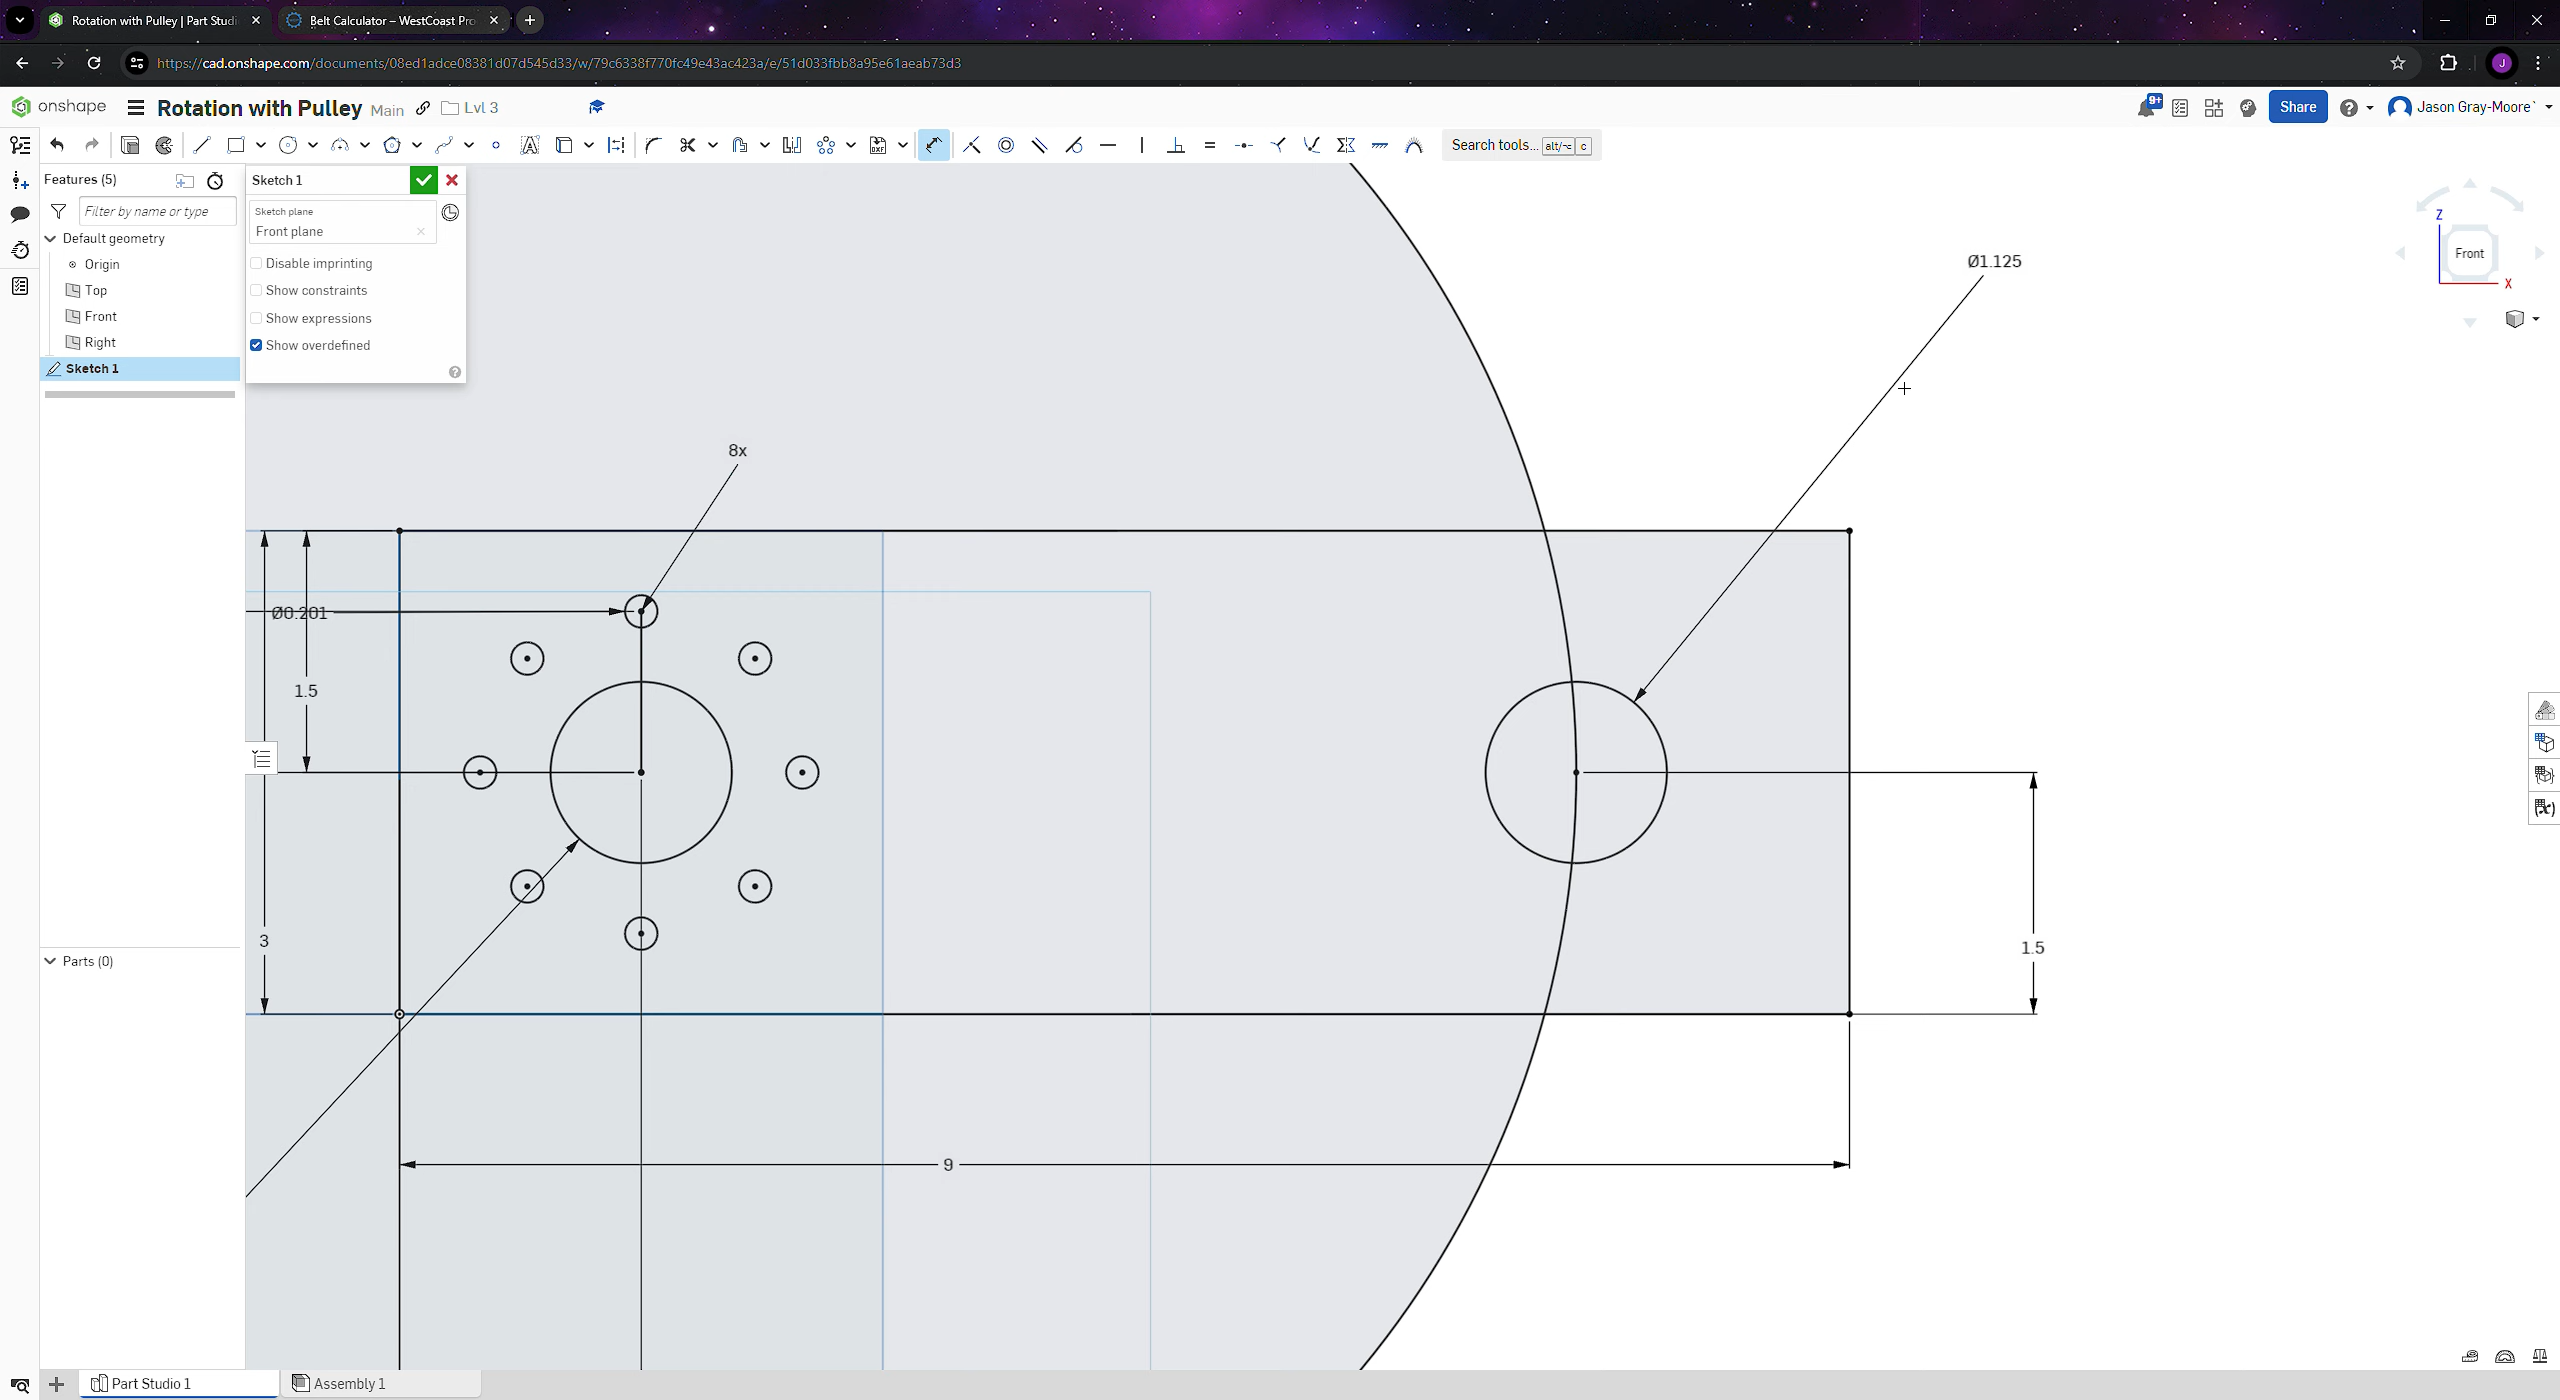 Rotation with Pulley | Part Studi
Belt Calculator – WestCoast Pro
https://cad.onshape.com/documents/08ed1adce08381d07d545d33/w/79c6338f770fc49e43ac423a/e/51d033fbb8a95e61aeab73d3
J
onshape
Rotation with Pulley Main
Lvl 3
9+
Share
Jason Gray-Moore`
Search tools... alt/⌥ c
Features (5)
Filter by name or type
Default geometry
Origin
Top
Front
Right
Sketch 1
Sketch 1
Sketch plane
Front plane
Disable imprinting
Show constraints
Show expressions
Show overdefined
Z
Front
X
Ø1.125
8x
Ø0.201
1.5
3
1.5
9
Parts (0)
Part Studio 1
Assembly 1